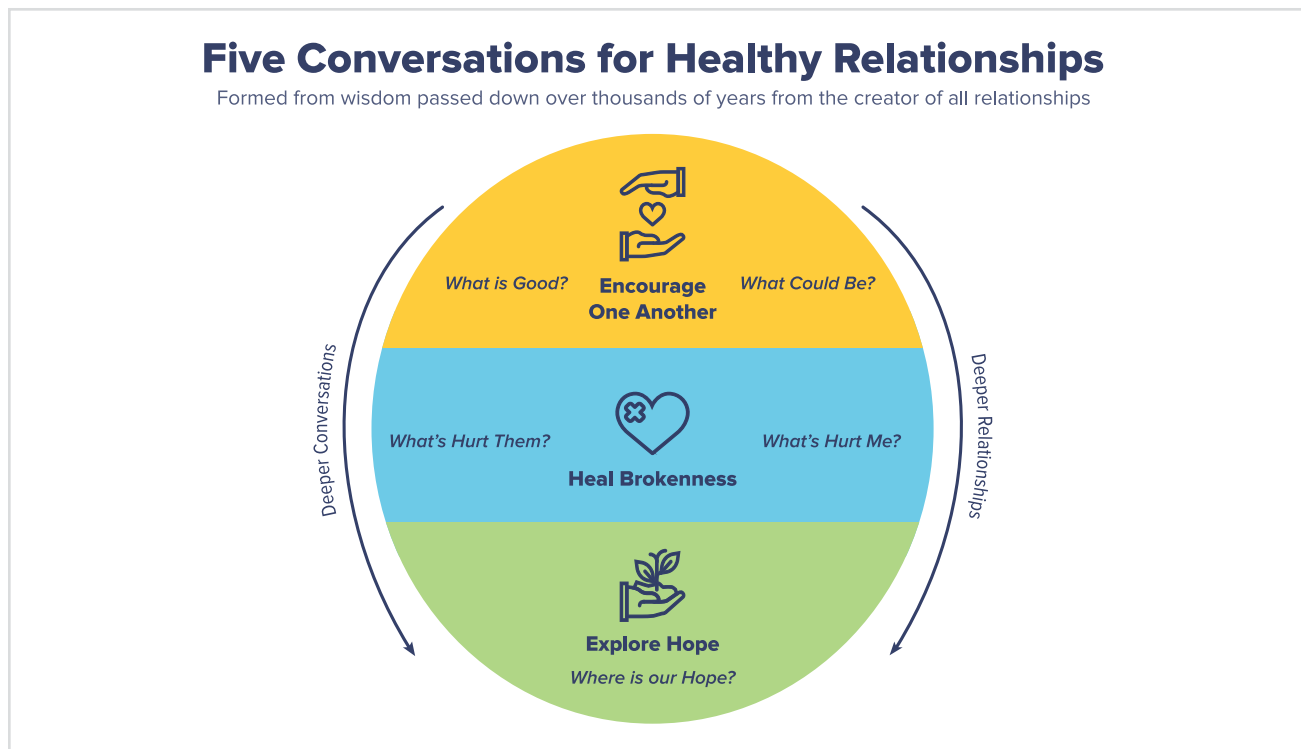 Five Conversations for Healthy Relationships
Formed from wisdom passed down over thousands of years from the creator of all relationships
What is Good?
Encourage
One Another
What Could Be?
Deeper Conversations
Deeper Relationships
What's Hurt Them?
What's Hurt Me?
Heal Brokenness
Explore Hope
Where is our Hope?